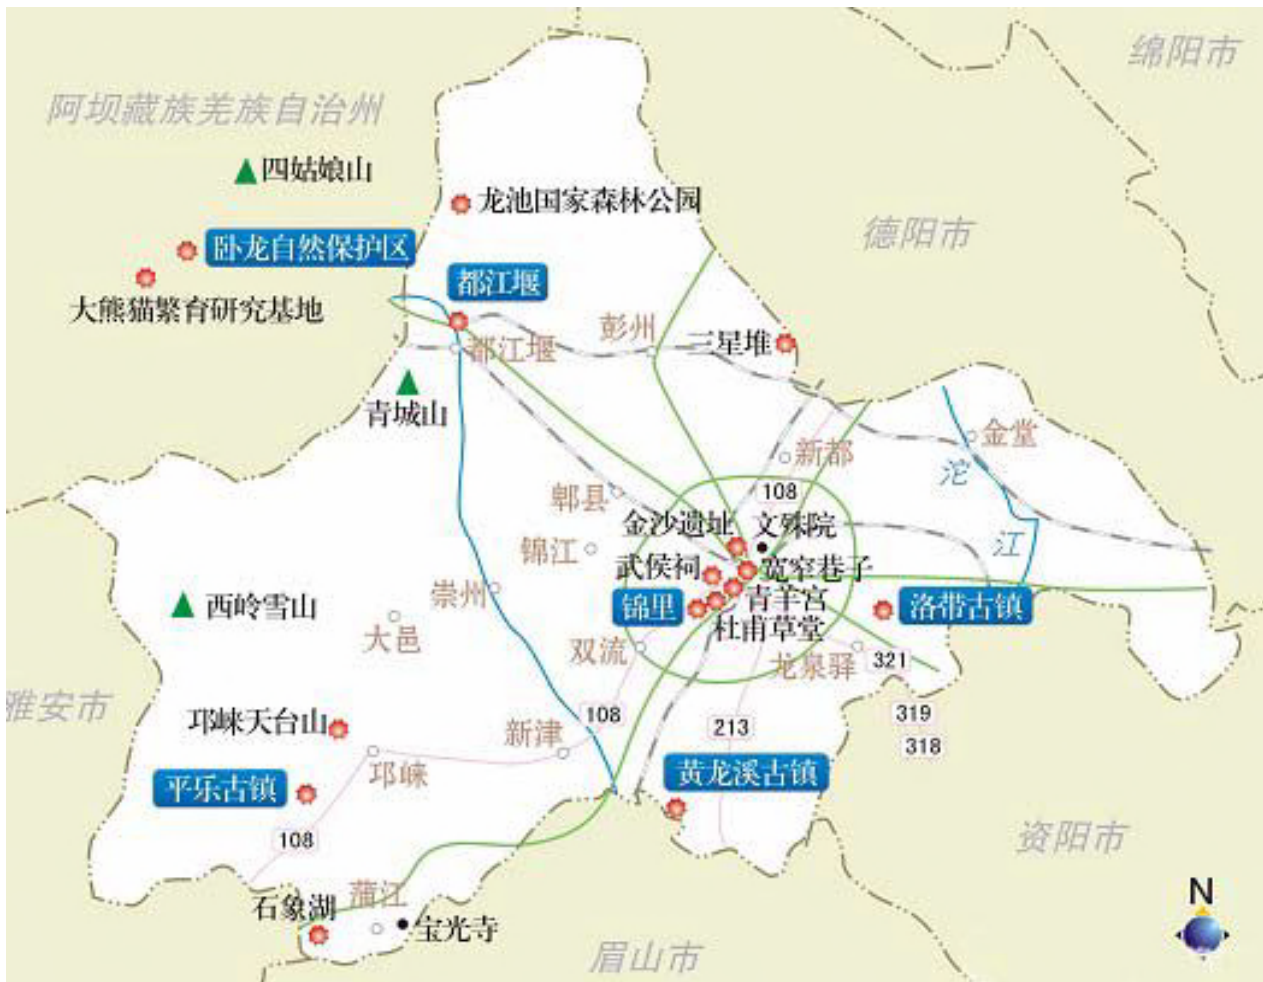 绵阳市
阿坝藏族羌族自治州
四姑娘山
龙池国家森林公园
德阳市
卧龙自然保护区
都江堰
大熊猫繁育研究基地
彭州
三星堆
都江堰
青城山
金堂
新都
沱
108
郫县
金沙遗址
文殊院
锦江
江
武侯祠
宽窄巷子
崇州
西岭雪山
锦里
青羊宫
洛带古镇
大邑
杜甫草堂
双流
龙泉驿
321
雅安市
邛崃天台山
108
319
213
新津
318
邛崃
黄龙溪古镇
平乐古镇
108
资阳市
蒲江
N
石象湖
宝光寺
眉山市